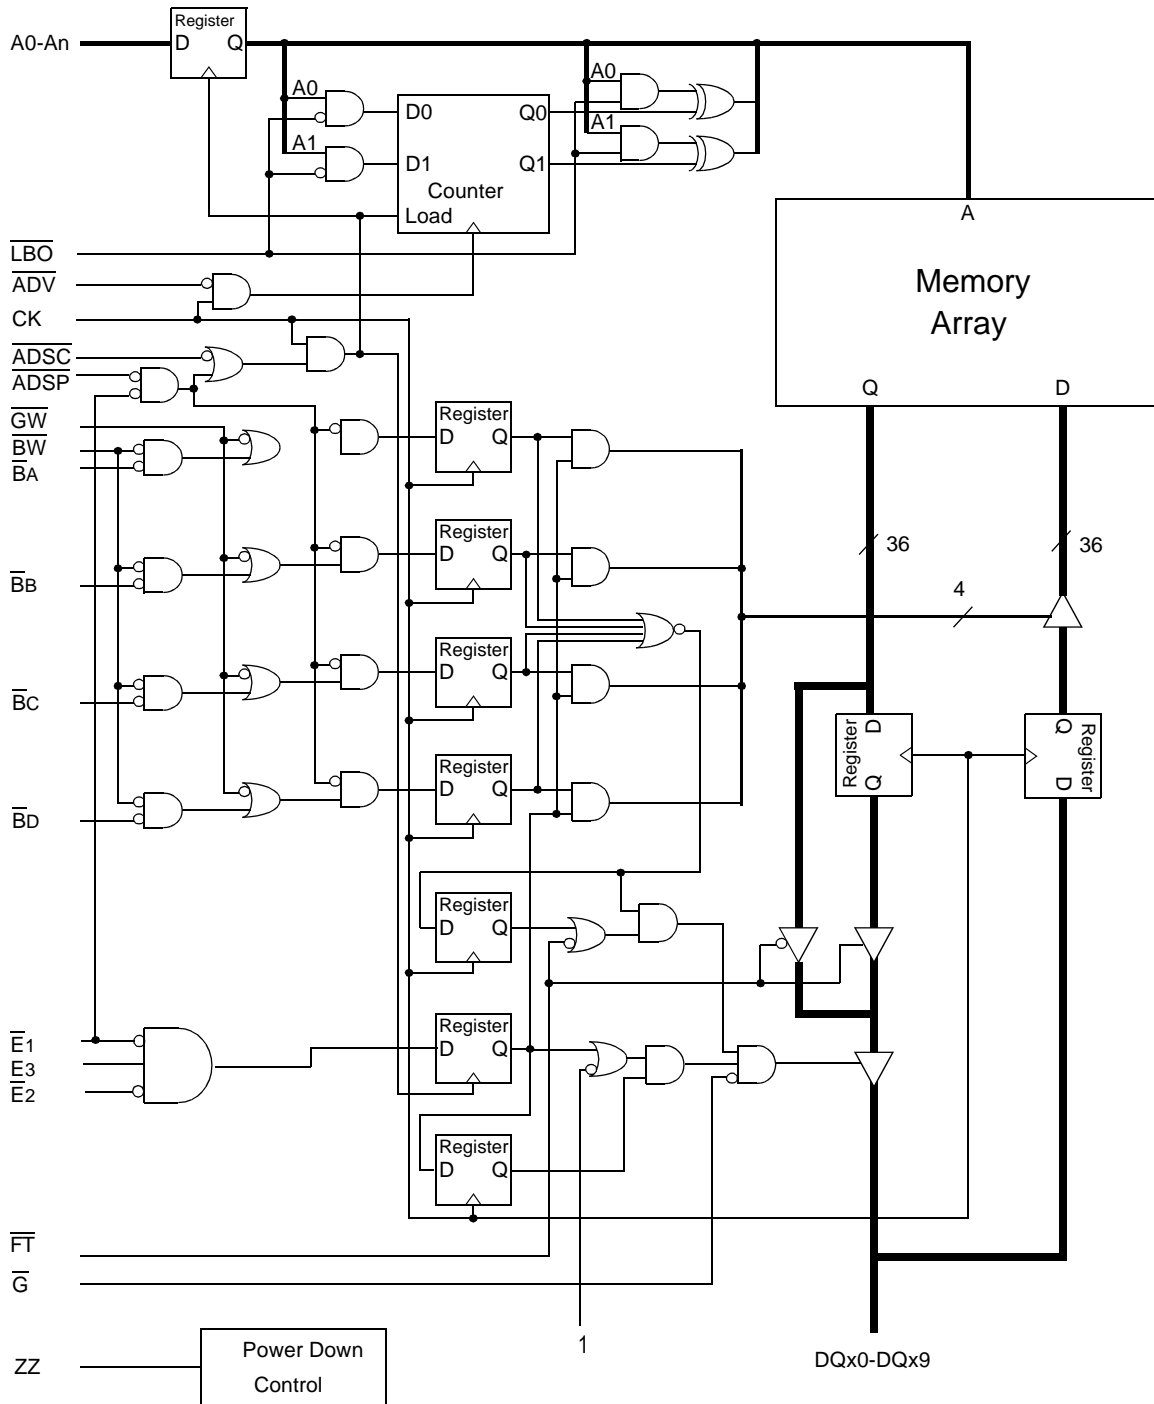 Register
A0-An
D Q
A0
A0
D0 Q0
A1
A1
D1 Q1
Counter
Load
A
LBO
ADV
Memory
CK
Array
ADSC
ADSP
Q D
GW
Register
BW
D Q
BA
Register
36 36
D Q
BB
4
Register
D Q
BC
D
Register
Q
Q
Register
D
Register
D Q
BD
Register
D Q
Register
E1
D Q
E3
E2
Register
D Q
FT
G
1
Power Down
DQx0-DQx9
ZZ
Control